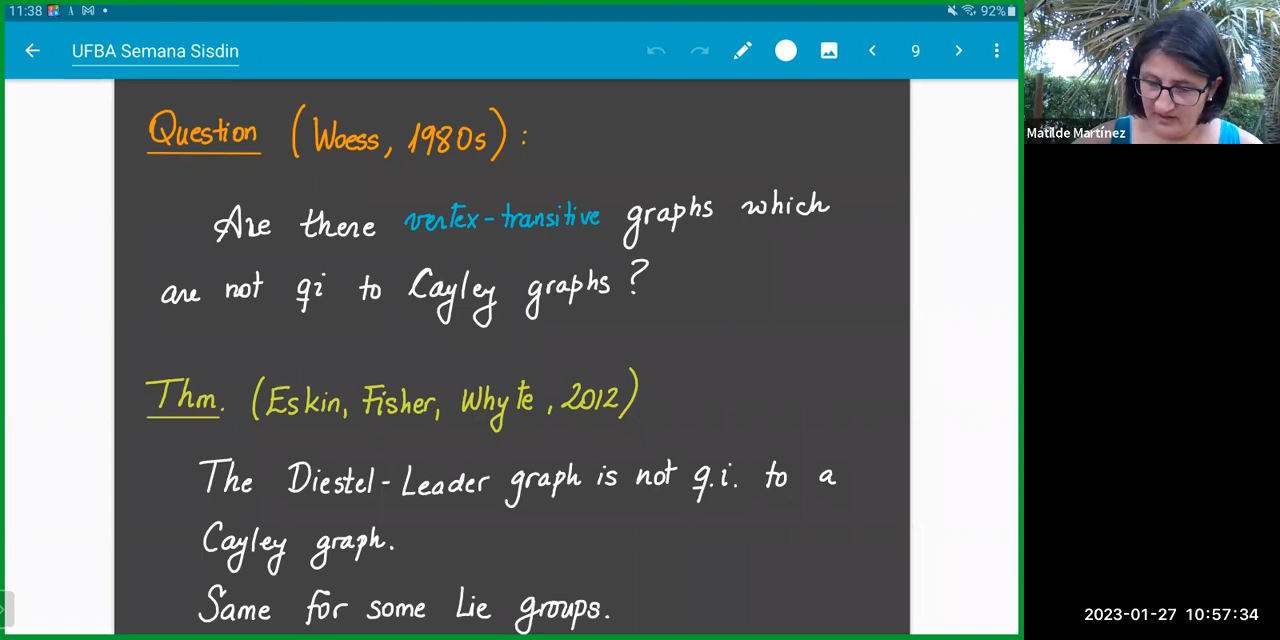 11:38
92%
UFBA Semana Sisdin
9
Question (Woess, 1980s):
Are there vertex-transitive graphs which
are not qi to Cayley graphs?
Thm. (Eskin, Fisher, Whyte, 2012)
The Diestel-Leader graph is not q.i. to a
Cayley graph.
Same for some Lie groups.
Matilde Martínez
2023-01-27 10:57:34